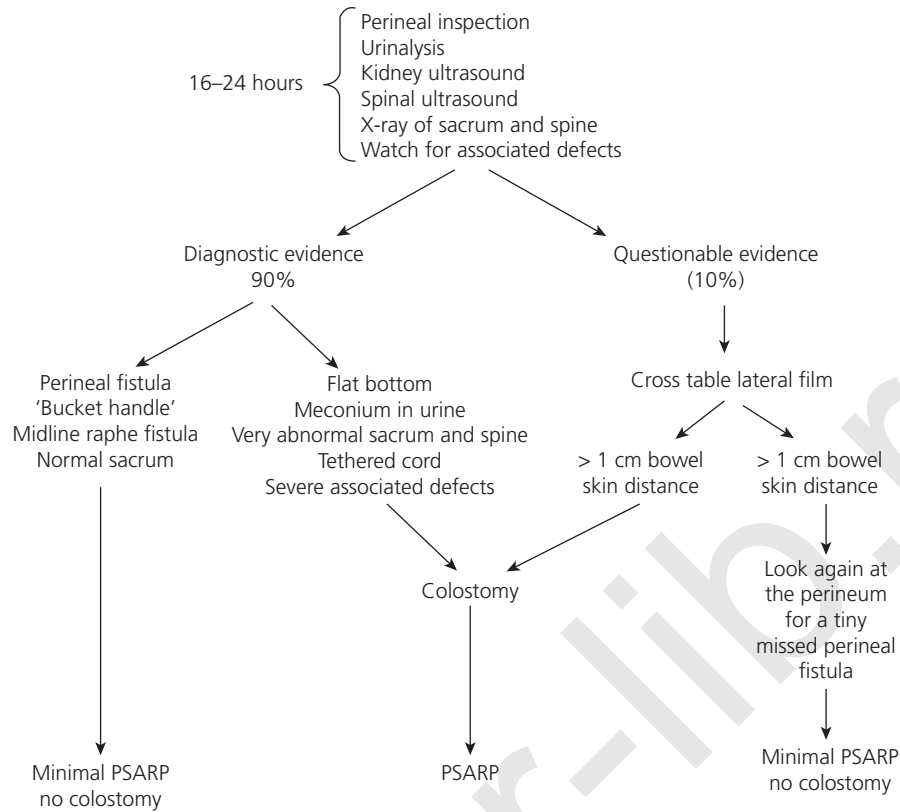 16–24 hours
Perineal inspection
Urinalysis
Kidney ultrasound
Spinal ultrasound
X-ray of sacrum and spine
Watch for associated defects
Diagnostic evidence
90%
Questionable evidence
(10%)
Perineal fistula
‘Bucket handle’
Midline raphe fistula
Normal sacrum
Flat bottom
Meconium in urine
Very abnormal sacrum and spine
Tethered cord
Severe associated defects
Cross table lateral film
> 1 cm bowel
skin distance
> 1 cm bowel
skin distance
Colostomy
Look again at
the perineum
for a tiny
missed perineal
fistula
Minimal PSARP
no colostomy
PSARP
Minimal PSARP
no colostomy